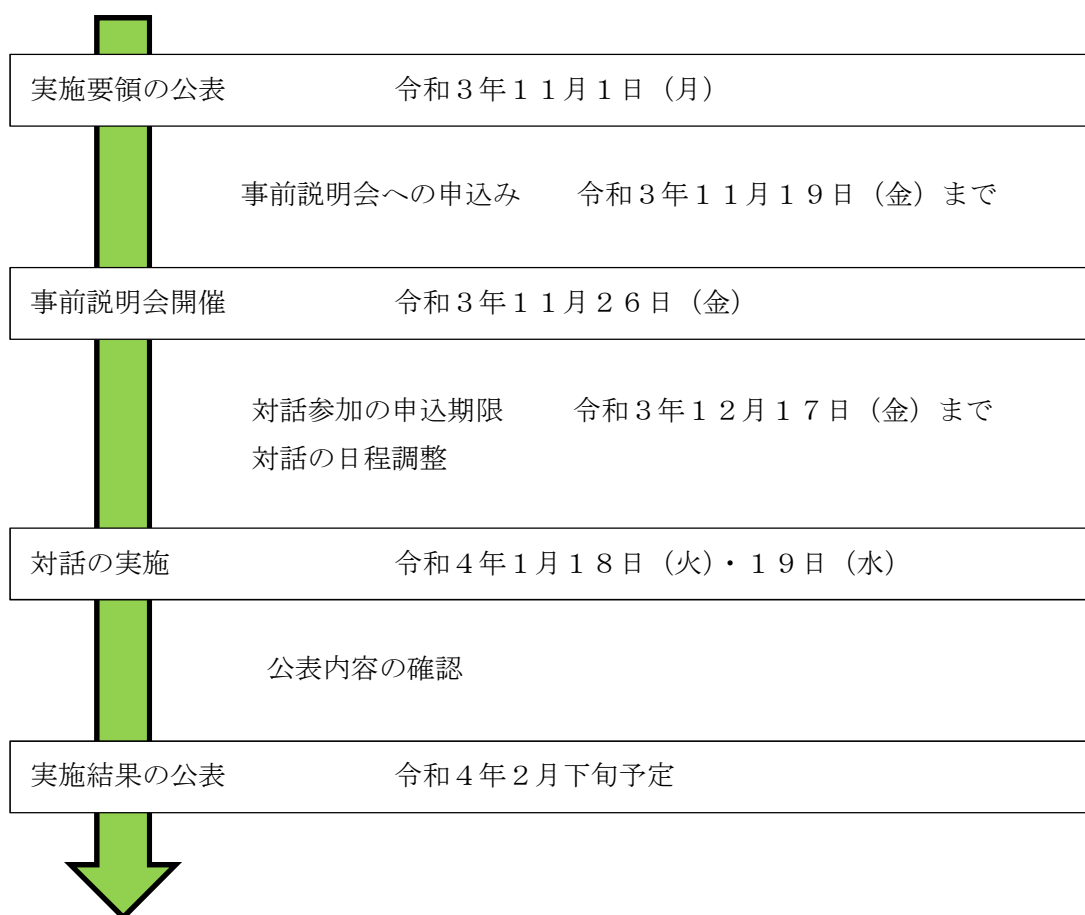 実施要領の公表 令和３年１１月１日（月）
事前説明会への申込み 令和３年１１月１９日（金）まで
事前説明会開催 令和３年１１月２６日（金）
対話参加の申込期限 令和３年１２月１７日（金）まで
対話の日程調整
対話の実施 令和４年１月１８日（火）・１９日（水）
公表内容の確認
実施結果の公表 令和４年２月下旬予定